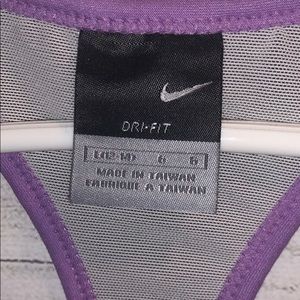 DRI-FIT
L(12-14) G G
MADE IN TAIWAN
FABRIQUE A TAIWAN